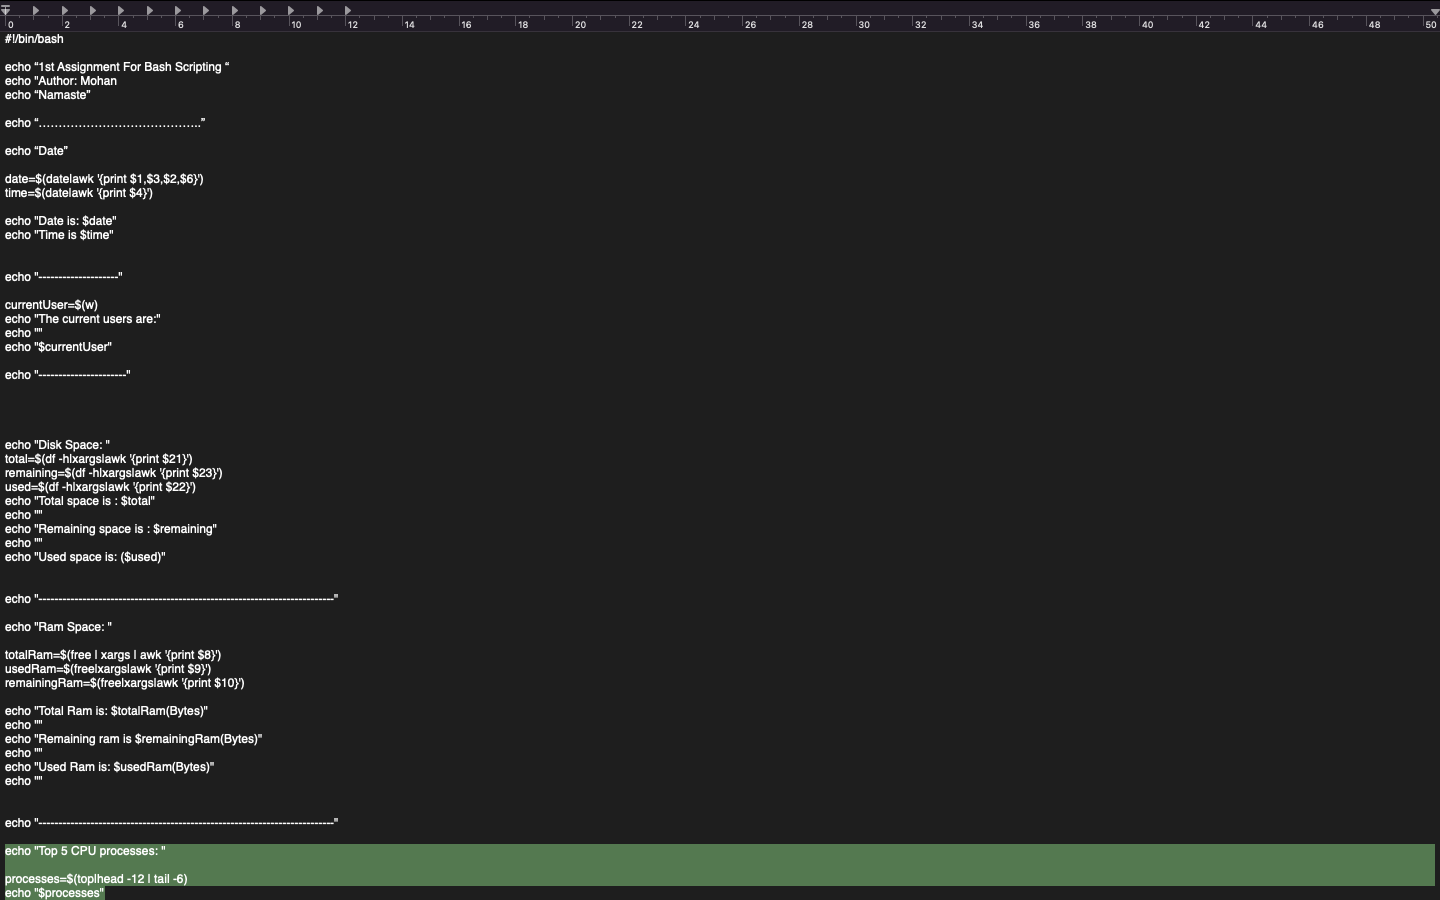 0 2 4 6 8 10 12 14 16 18 20 22 24 26 28 30 32 34 36 38 40 42 44 46 48 50
#!/bin/bash
echo “1st Assignment For Bash Scripting “
echo "Author: Mohan
echo “Namaste”
echo “…………………………………..”
echo “Date”
date=$(date|awk '{print $1,$3,$2,$6}')
time=$(date|awk '{print $4}')
echo "Date is: $date"
echo "Time is $time"
echo "--------------------"
currentUser=$(w)
echo "The current users are:"
echo ""
echo "$currentUser"
echo "----------------------"
echo "Disk Space: "
total=$(df -h|xargs|awk '{print $21}')
remaining=$(df -h|xargs|awk '{print $23}')
used=$(df -h|xargs|awk '{print $22}')
echo "Total space is : $total"
echo ""
echo "Remaining space is : $remaining"
echo ""
echo "Used space is: ($used)"
echo "--------------------------------------------------------------------------"
echo "Ram Space: "
totalRam=$(free | xargs | awk '{print $8}')
usedRam=$(free|xargs|awk '{print $9}')
remainingRam=$(free|xargs|awk '{print $10}')
echo "Total Ram is: $totalRam(Bytes)"
echo ""
echo "Remaining ram is $remainingRam(Bytes)"
echo ""
echo "Used Ram is: $usedRam(Bytes)"
echo ""
echo "--------------------------------------------------------------------------"
echo "Top 5 CPU processes: "
processes=$(top|head -12 | tail -6)
echo "$processes"